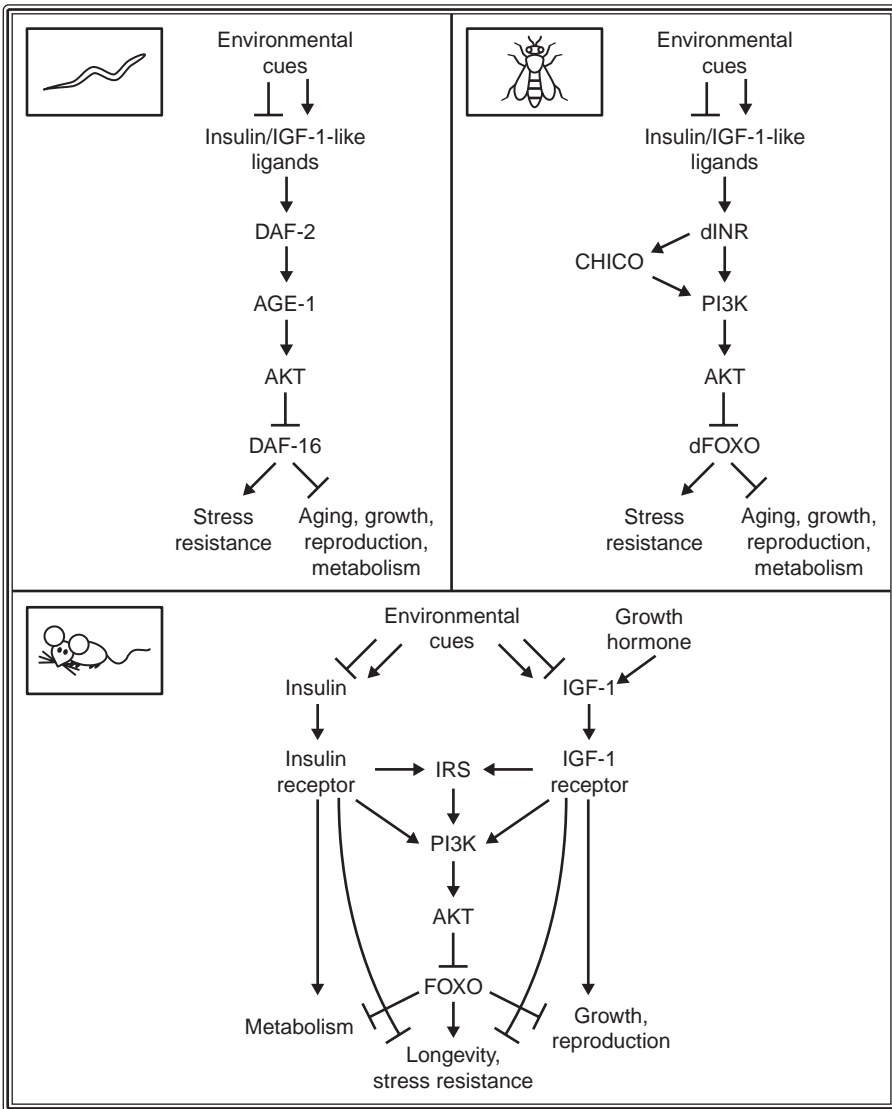 Environmental
cues
Insulin/IGF-1-like
ligands
DAF-2
AGE-1
AKT
DAF-16
Stress
resistance
Aging, growth,
reproduction,
metabolism
Environmental
cues
Insulin/IGF-1-like
ligands
dINR
CHICO
PI3K
AKT
dFOXO
Stress
resistance
Aging, growth,
reproduction,
metabolism
Environmental
cues
Growth
hormone
Insulin
IGF-1
Insulin
receptor
IRS
IGF-1
receptor
PI3K
AKT
FOXO
Metabolism
Longevity,
stress resistance
Growth,
reproduction